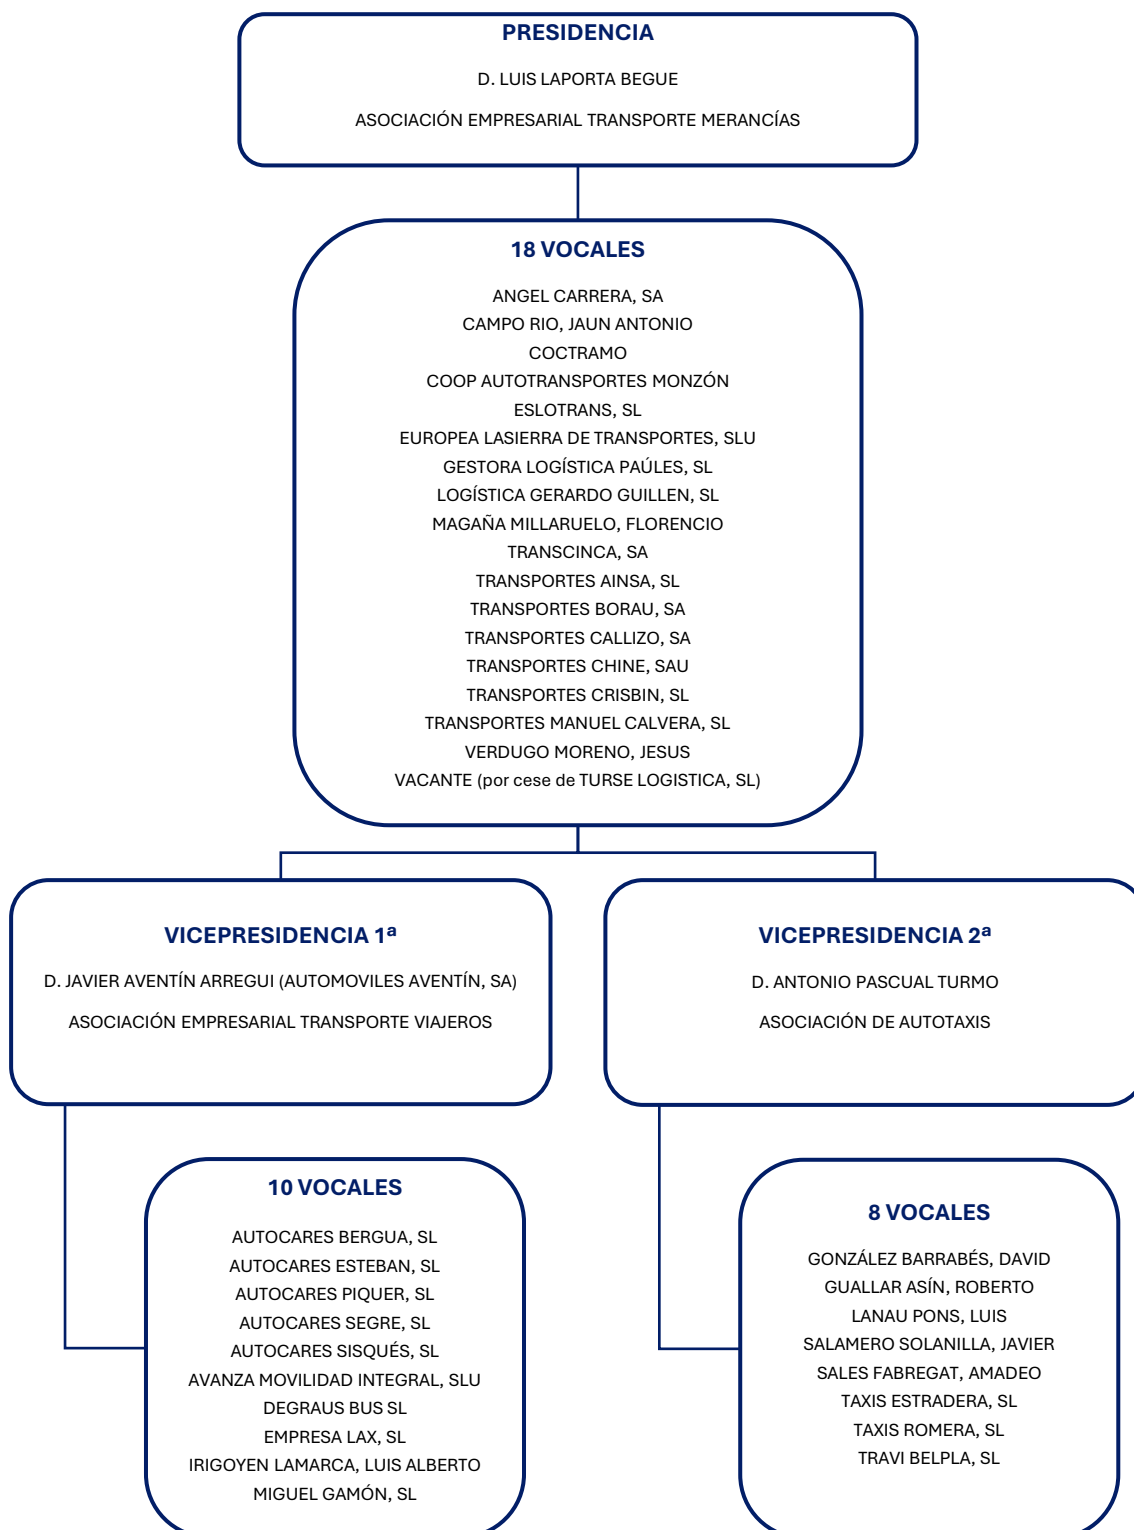 PRESIDENCIA
D. LUIS LAPORTA BEGUE
ASOCIACIÓN EMPRESARIAL TRANSPORTE MERANCÍAS
18 VOCALES
ANGEL CARRERA, SA
CAMPO RIO, JAUN ANTONIO
COCTRAMO
COOP AUTOTRANSPORTES MONZÓN
ESLOTRANS, SL
EUROPEA LASIERRA DE TRANSPORTES, SLU
GESTORA LOGÍSTICA PAÚLES, SL
LOGÍSTICA GERARDO GUILLEN, SL
MAGAÑA MILLARUELO, FLORENCIO
TRANSCINCA, SA
TRANSPORTES AINSA, SL
TRANSPORTES BORAU, SA
TRANSPORTES CALLIZO, SA
TRANSPORTES CHINE, SAU
TRANSPORTES CRISBIN, SL
TRANSPORTES MANUEL CALVERA, SL
VERDUGO MORENO, JESUS
VACANTE (por cese de TURSE LOGISTICA, SL)
VICEPRESIDENCIA 1ª
D. JAVIER AVENTÍN ARREGUI (AUTOMOVILES AVENTÍN, SA)
ASOCIACIÓN EMPRESARIAL TRANSPORTE VIAJEROS
VICEPRESIDENCIA 2ª
D. ANTONIO PASCUAL TURMO
ASOCIACIÓN DE AUTOTAXIS
10 VOCALES
AUTOCARES BERGUA, SL
AUTOCARES ESTEBAN, SL
AUTOCARES PIQUER, SL
AUTOCARES SEGRE, SL
AUTOCARES SISQUÉS, SL
AVANZA MOVILIDAD INTEGRAL, SLU
DEGRAUS BUS SL
EMPRESA LAX, SL
IRIGOYEN LAMARCA, LUIS ALBERTO
MIGUEL GAMÓN, SL
8 VOCALES
GONZÁLEZ BARRABÉS, DAVID
GUALLAR ASÍN, ROBERTO
LANAU PONS, LUIS
SALAMERO SOLANILLA, JAVIER
SALES FABREGAT, AMADEO
TAXIS ESTRADERA, SL
TAXIS ROMERA, SL
TRAVI BELPLA, SL